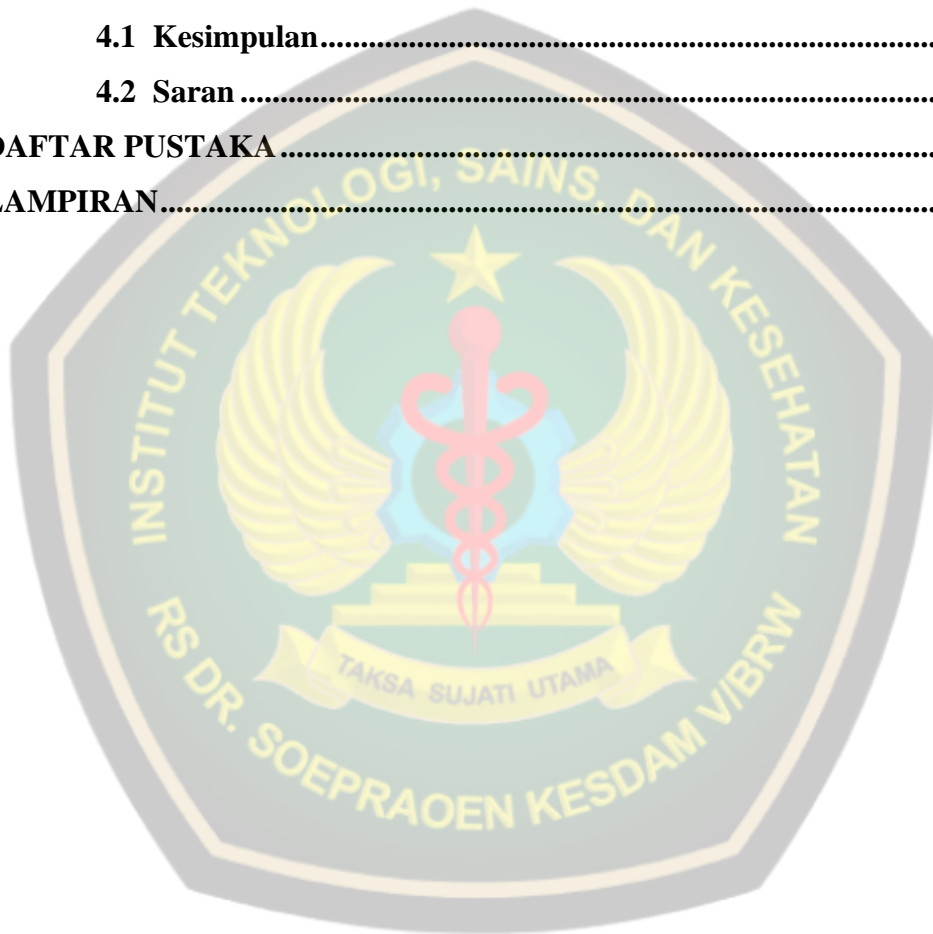 4.1 Kesimpulan
4.2 Saran
DAFTAR PUSTAKA
LAMPIRAN
INSTITUT TEKNOLOGI, SAINS, DAN KESEHATAN
TAKSA SUJATI UTAMA
RS DR. SOEPRAOEN KESDAM V/BRW